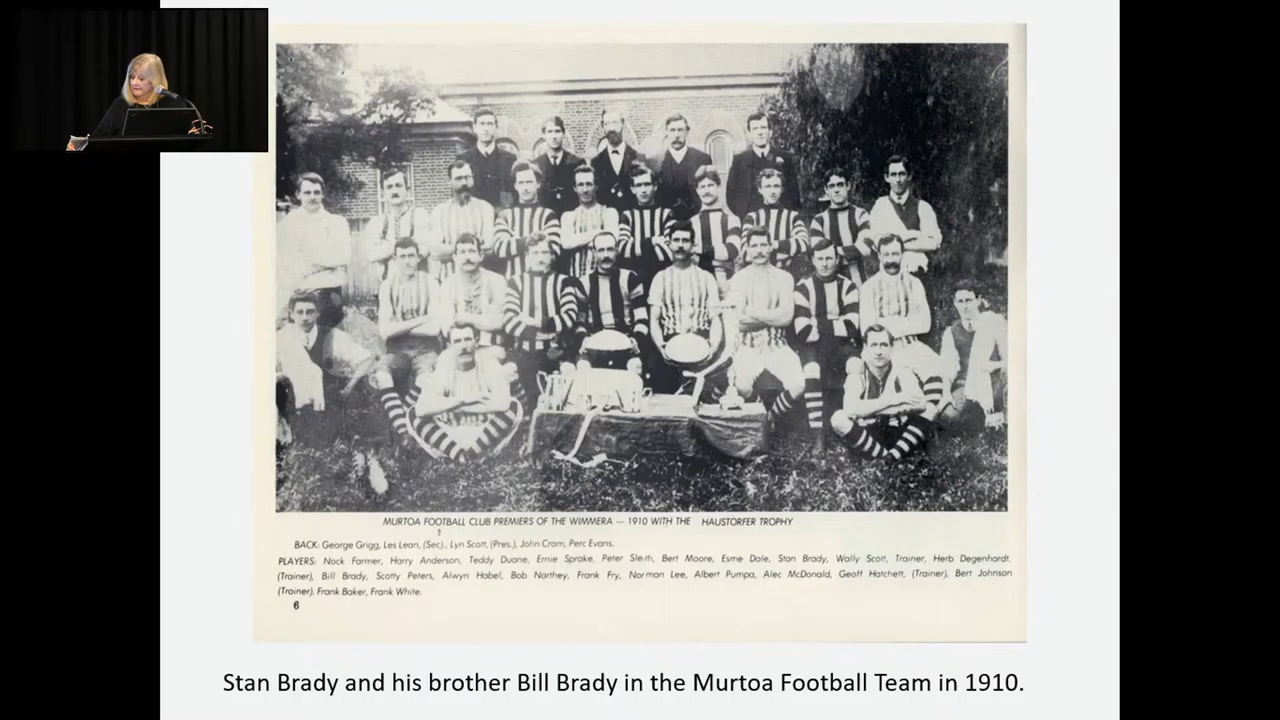 MURTOA FOOTBALL CLUB PREMIERS OF THE WIMMERA — 1910 WITH THE HAUSTORFER TROPHY
BACK: George Grigg, Les Lean, (Sec)., Lyn Scott, (Pres.), John Cram, Perc Evans.
PLAYERS: Nock Farmer, Harry Anderson, Teddy Duane, Ernie Sproke, Peter Sleith, Bert Moore, Esme Dale, Stan Brady, Wally Scott, Trainer, Herb Degenhardt.
(Trainer), Bill Brady, Scotty Peters, Alwyn Habel, Bob Northey, Frank Fry, Norman Lee, Albert Pumpa, Alec McDonald, Geoff Hatchett, (Trainer), Bert Johnson
(Trainer). Frank Baker, Frank White.
6
Stan Brady and his brother Bill Brady in the Murtoa Football Team in 1910.